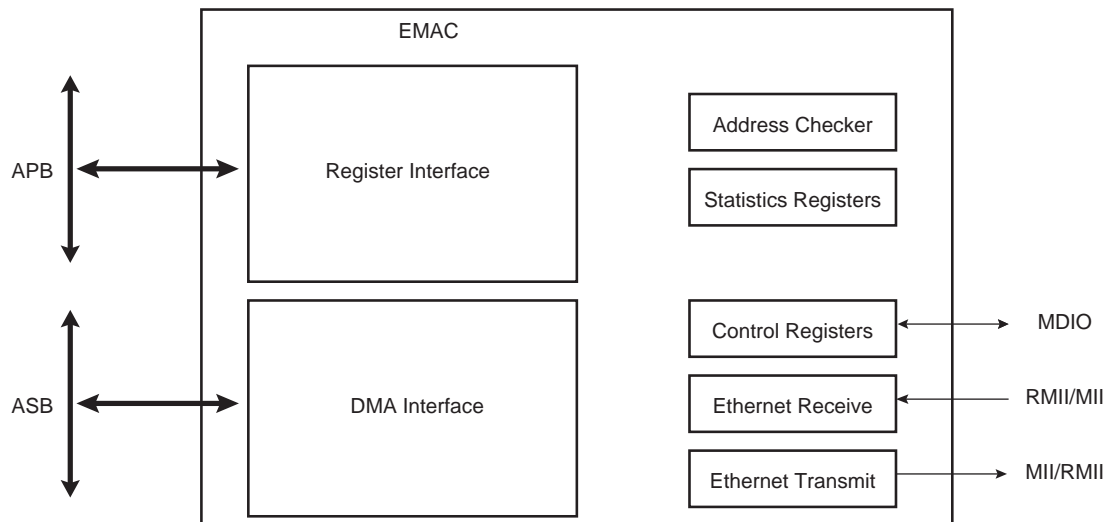 EMAC
Address Checker
APB
Register Interface
Statistics Registers
Control Registers
MDIO
ASB
DMA Interface
Ethernet Receive
RMII/MII
Ethernet Transmit
MII/RMII